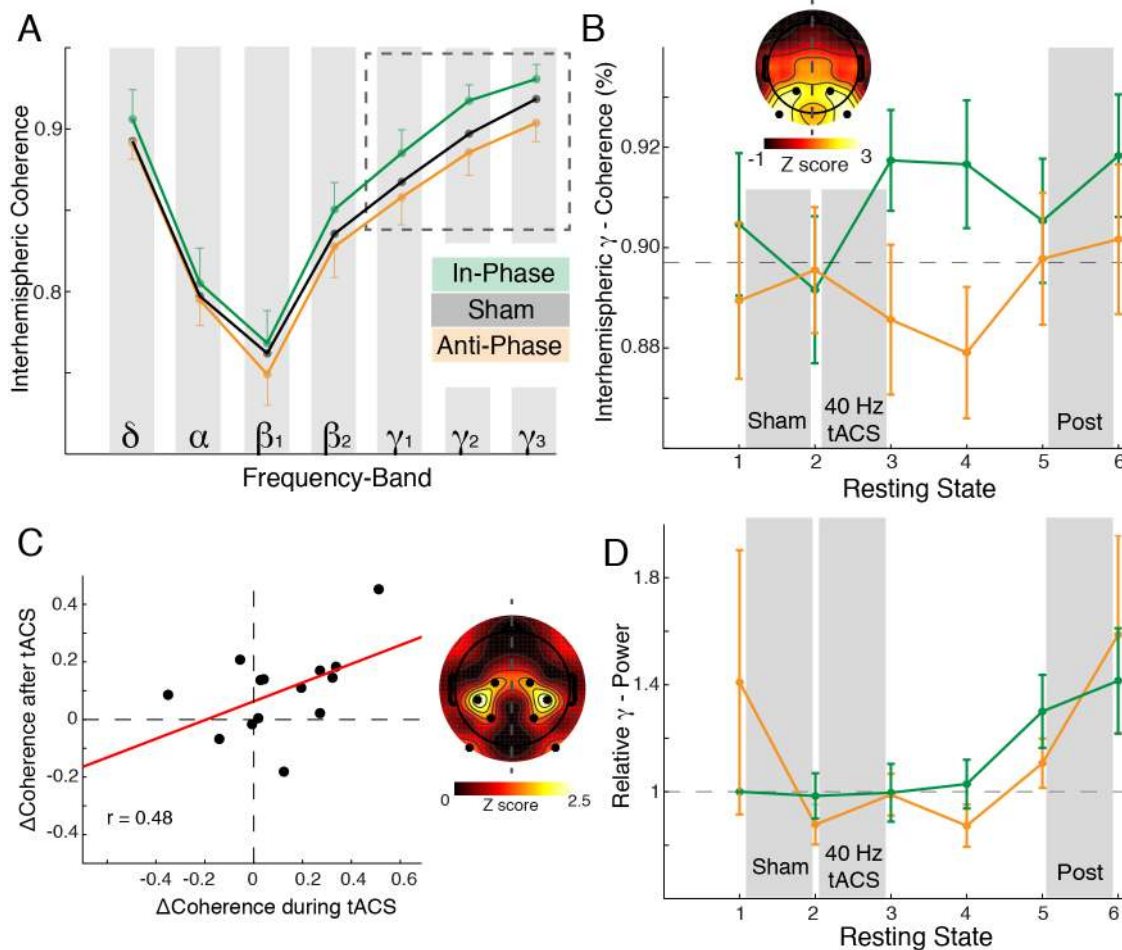 A
Interhemispheric Coherence
0.9
0.8
In-Phase
Sham
Anti-Phase
δ α β1 β2 γ1 γ2 γ3
Frequency-Band
B
Interhemispheric γ - Coherence (%)
-1 3
Z score
0.92
0.90
0.88
Sham
40 Hz
tACS
Post
1 2 3 4 5 6
Resting State
C
ΔCoherence after tACS
0.4
0.2
0
-0.2
-0.4
r = 0.48
-0.4 -0.2 0 0.2 0.4 0.6
ΔCoherence during tACS
0 2.5
Z score
D
Relative γ - Power
1.8
1.4
1
Sham
40 Hz
tACS
Post
1 2 3 4 5 6
Resting State